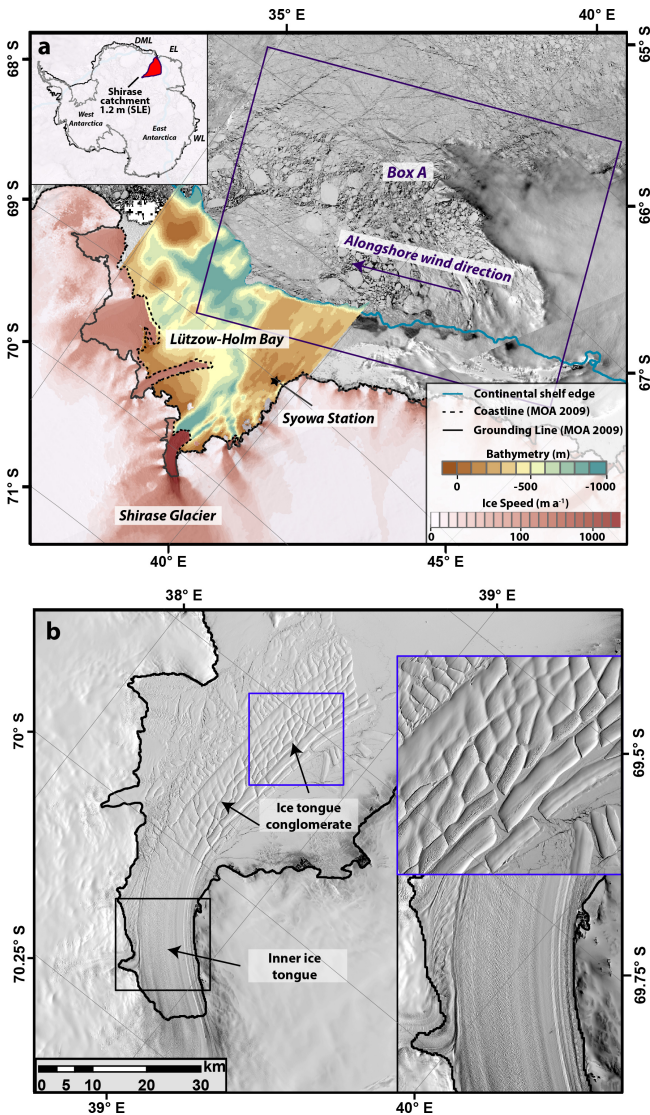 35° E
40° E
a
DML
EL
Shirase
catchment
1.2 m (SLE)
West
Antarctica
East
Antarctica
WL
68° S
69° S
70° S
71° S
65° S
66° S
67° S
Box A
Alongshore wind direction
Lützow-Holm Bay
Syowa Station
Shirase Glacier
Continental shelf edge
Coastline (MOA 2009)
Grounding Line (MOA 2009)
Bathymetry (m)
0 -500 -1000
Ice Speed (m a⁻¹)
0 100 1000
40° E
45° E
38° E
39° E
b
70° S
70.25° S
69.5° S
69.75° S
Ice tongue
conglomerate
Inner ice
tongue
km
0 5 10 20 30
39° E
40° E